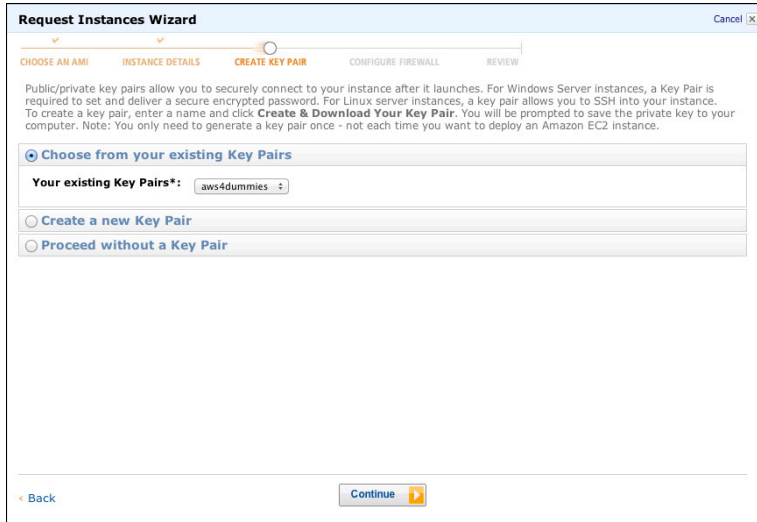 Request Instances Wizard
Cancel
CHOOSE AN AMI INSTANCE DETAILS CREATE KEY PAIR CONFIGURE FIREWALL REVIEW
Public/private key pairs allow you to securely connect to your instance after it launches. For Windows Server instances, a Key Pair is
required to set and deliver a secure encrypted password. For Linux server instances, a key pair allows you to SSH into your instance.
To create a key pair, enter a name and click Create & Download Your Key Pair. You will be prompted to save the private key to your
computer. Note: You only need to generate a key pair once - not each time you want to deploy an Amazon EC2 instance.
Choose from your existing Key Pairs
Your existing Key Pairs*: aws4dummies
Create a new Key Pair
Proceed without a Key Pair
Back
Continue